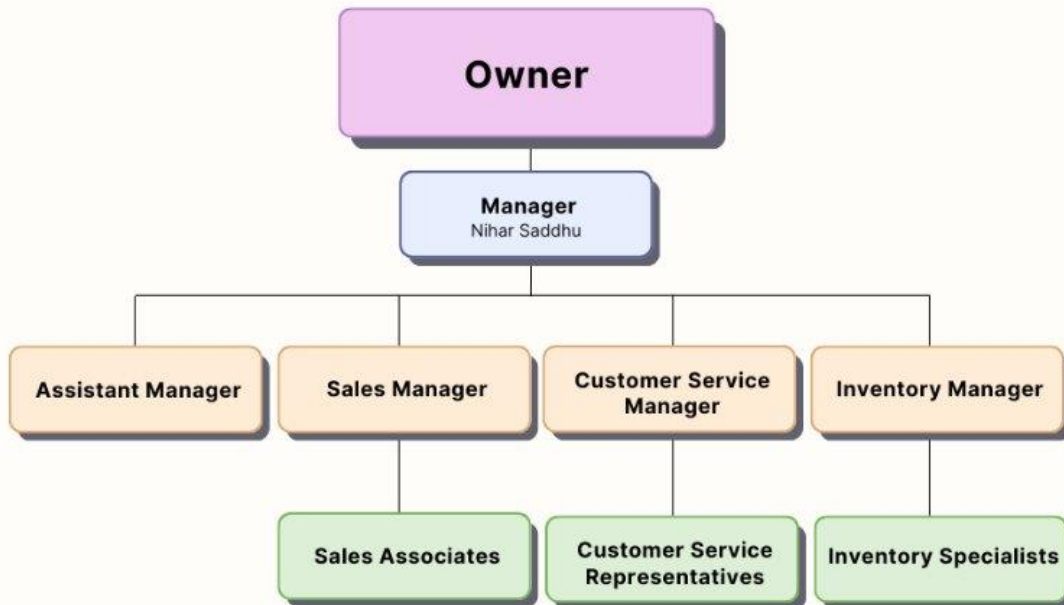 Owner
Manager
Nihar Saddhu
Assistant Manager
Sales Manager
Customer Service
Manager
Inventory Manager
Sales Associates
Customer Service
Representatives
Inventory Specialists